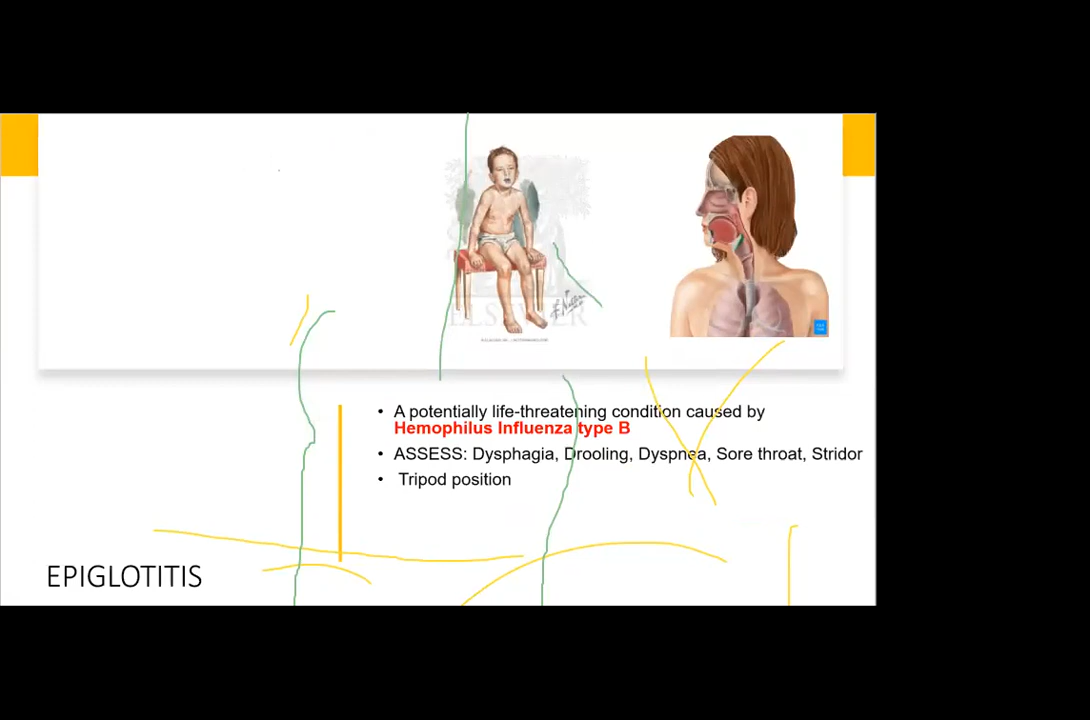 ELSEVIER
• A potentially life-threatening condition caused by
Hemophilus Influenza type B
• ASSESS: Dysphagia, Drooling, Dyspnea, Sore throat, Stridor
• Tripod position
EPIGLOTITIS